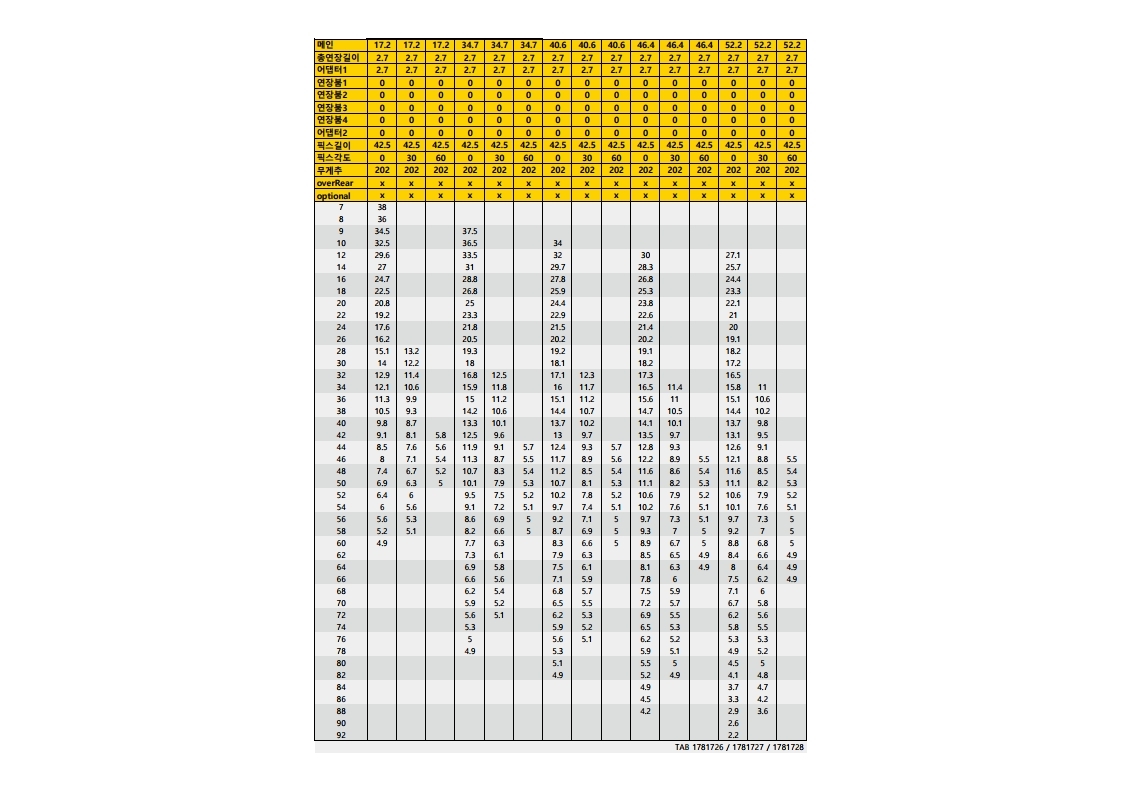 메인 17.2 17.2 17.2 34.7 34.7 34.7 40.6 40.6 40.6 46.4 46.4 46.4 52.2 52.2 52.2
총연장길이 2.7 2.7 2.7 2.7 2.7 2.7 2.7 2.7 2.7 2.7 2.7 2.7 2.7 2.7 2.7
어댑터1 2.7 2.7 2.7 2.7 2.7 2.7 2.7 2.7 2.7 2.7 2.7 2.7 2.7 2.7 2.7
연장붐1 0 0 0 0 0 0 0 0 0 0 0 0 0 0 0
연장붐2 0 0 0 0 0 0 0 0 0 0 0 0 0 0 0
연장붐3 0 0 0 0 0 0 0 0 0 0 0 0 0 0 0
연장붐4 0 0 0 0 0 0 0 0 0 0 0 0 0 0 0
어댑터2 0 0 0 0 0 0 0 0 0 0 0 0 0 0 0
픽스길이 42.5 42.5 42.5 42.5 42.5 42.5 42.5 42.5 42.5 42.5 42.5 42.5 42.5 42.5 42.5
픽스각도 0 30 60 0 30 60 0 30 60 0 30 60 0 30 60
무게추 202 202 202 202 202 202 202 202 202 202 202 202 202 202 202
overRear x x x x x x x x x x x x x x x
optional x x x x x x x x x x x x x x x
7 38
8 36
9 34.5 37.5
10 32.5 36.5 34
12 29.6 33.5 32 30 27.1
14 27 31 29.7 28.3 25.7
16 24.7 28.8 27.8 26.8 24.4
18 22.5 26.8 25.9 25.3 23.3
20 20.8 25 24.4 23.8 22.1
22 19.2 23.3 22.9 22.6 21
24 17.6 21.8 21.5 21.4 20
26 16.2 20.5 20.2 20.2 19.1
28 15.1 13.2 19.3 19.2 19.1 18.2
30 14 12.2 18 18.1 18.2 17.2
32 12.9 11.4 16.8 12.5 17.1 12.3 17.3 16.5
34 12.1 10.6 15.9 11.8 16 11.7 16.5 11.4 15.8 11
36 11.3 9.9 15 11.2 15.1 11.2 15.6 11 15.1 10.6
38 10.5 9.3 14.2 10.6 14.4 10.7 14.7 10.5 14.4 10.2
40 9.8 8.7 13.3 10.1 13.7 10.2 14.1 10.1 13.7 9.8
42 9.1 8.1 5.8 12.5 9.6 13 9.7 13.5 9.7 13.1 9.5
44 8.5 7.6 5.6 11.9 9.1 5.7 12.4 9.3 5.7 12.8 9.3 12.6 9.1
46 8 7.1 5.4 11.3 8.7 5.5 11.7 8.9 5.6 12.2 8.9 5.5 12.1 8.8 5.5
48 7.4 6.7 5.2 10.7 8.3 5.4 11.2 8.5 5.4 11.6 8.6 5.4 11.6 8.5 5.4
50 6.9 6.3 5 10.1 7.9 5.3 10.7 8.1 5.3 11.1 8.2 5.3 11.1 8.2 5.3
52 6.4 6 9.5 7.5 5.2 10.2 7.8 5.2 10.6 7.9 5.2 10.6 7.9 5.2
54 6 5.6 9.1 7.2 5.1 9.7 7.4 5.1 10.2 7.6 5.2 10.1 7.6 5.1
56 5.6 5.3 8.6 6.9 5 9.2 7.1 5 9.7 7.3 5.1 9.7 7.3 5
58 5.2 5.1 8.2 6.6 5 8.7 6.9 5 9.3 7 5 9.2 7 5
60 4.9 7.7 6.3 8.3 6.6 5 8.9 6.7 5 8.8 6.8 5
62 7.3 6.1 7.9 6.3 8.5 6.5 4.9 8.4 6.6 4.9
64 6.9 5.8 7.5 6.1 8.1 6.3 4.9 8 6.4 4.9
66 6.6 5.6 7.1 5.9 7.8 6 7.5 6.2 4.9
68 6.2 5.4 6.8 5.7 7.5 5.9 7.1 6
70 5.9 5.2 6.5 5.5 7.2 5.7 6.7 5.8
72 5.6 5.1 6.2 5.3 6.9 5.5 6.2 5.6
74 5.3 5.9 5.2 6.5 5.3 5.8 5.5
76 5 5.6 5.1 6.2 5.2 5.3 5.3
78 4.9 5.3 5.9 5.1 4.9 5.2
80 5.1 5.5 5 4.5 5
82 4.9 5.2 4.9 4.1 4.8
84 4.9 3.7 4.7
86 4.5 3.3 4.2
88 4.2 2.9 3.6
90 2.6
92 2.2
TAB 1781726 / 1781727 / 1781728